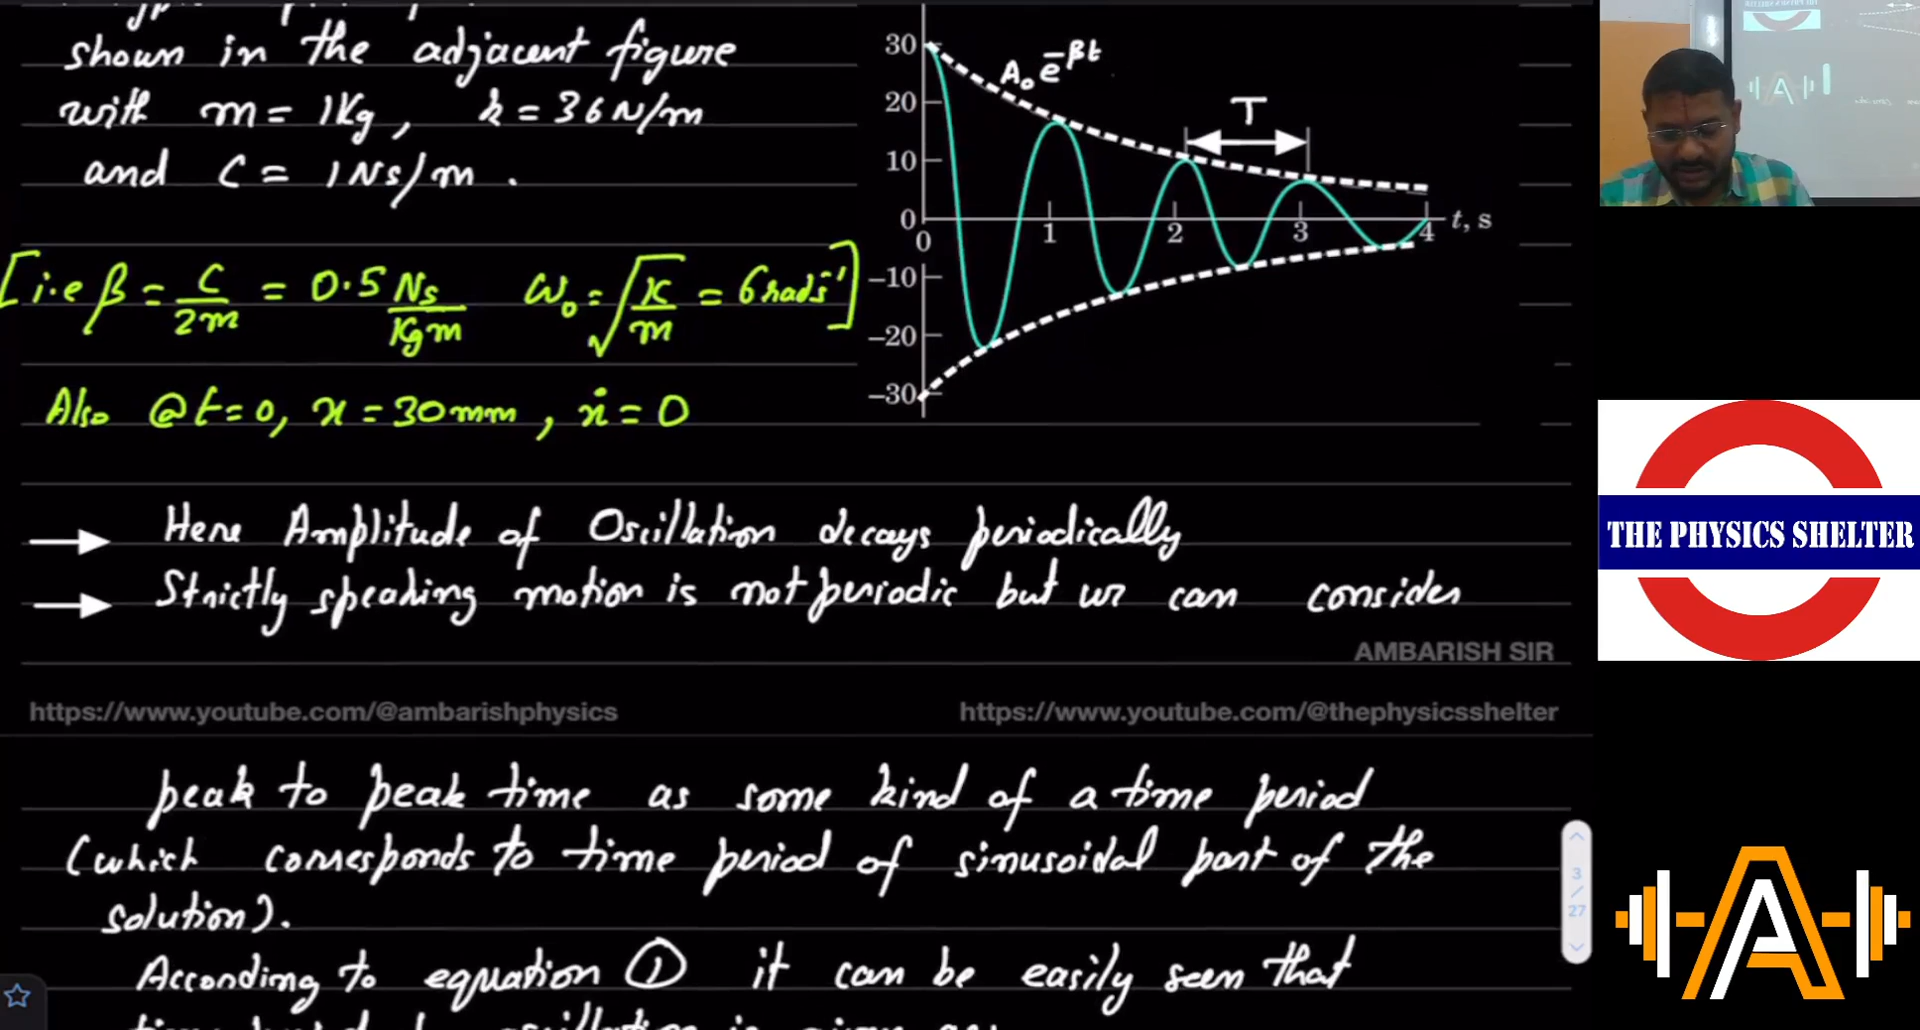 shown in the adjacent figure
with m = 1Kg, k = 36 N/m
and C = 1Ns/m .
[i.e β = C/2m = 0.5 Ns/Kgm ω₀ = √K/m = 6 rads⁻¹]
Also @t=0, x = 30mm, ẋ = 0
30
20
10
0
-10
-20
-30
A₀e^-βt
T
0
1
2
3
4
t, s
→ Here Amplitude of Oscillation decays periodically
→ Strictly speaking motion is not periodic but we can consider
AMBARISH SIR
https://www.youtube.com/@ambarishphysics https://www.youtube.com/@thephysicsshelter
peak to peak time as some kind of a time period
(which corresponds to time period of sinusoidal part of the
solution).
According to equation ① it can be easily seen that
3
/
27
THE PHYSICS SHELTER
A